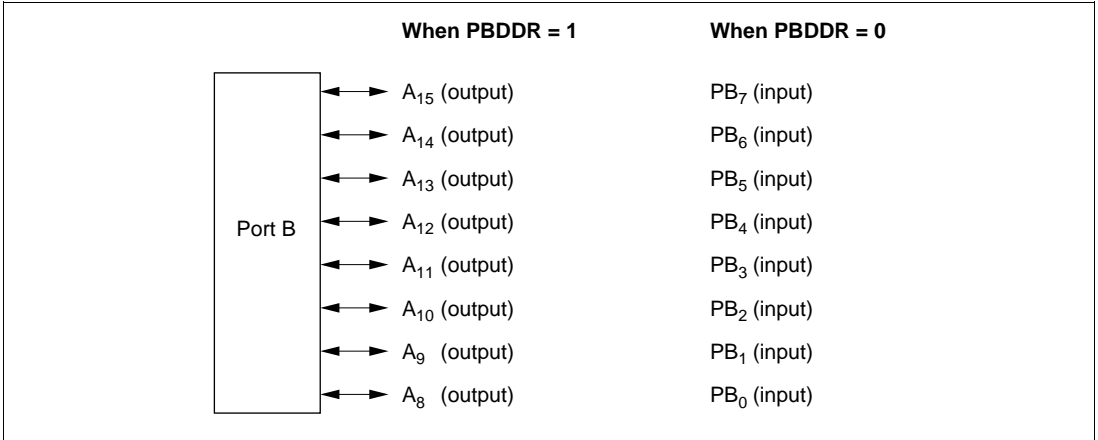 When PBDDR = 1 When PBDDR = 0
A15 (output) PB7 (input)
A14 (output) PB6 (input)
A13 (output) PB5 (input)
Port B A12 (output) PB4 (input)
A11 (output) PB3 (input)
A10 (output) PB2 (input)
A9 (output) PB1 (input)
A8 (output) PB0 (input)